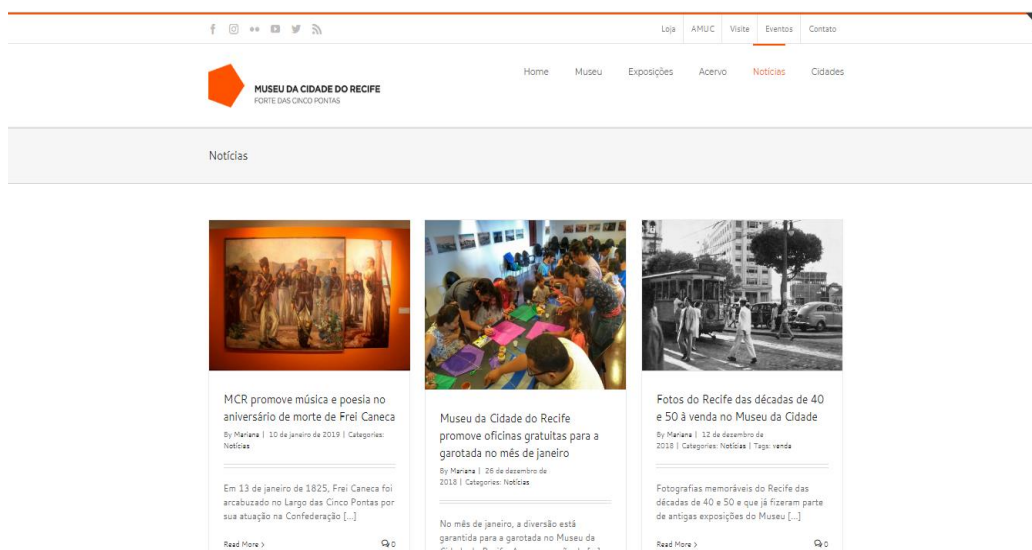 Loja AMUC Visite Eventos Contato
MUSEU DA CIDADE DO RECIFE
FORTE DAS CINCO PONTAS
Home Museu Exposições Acervo Notícias Cidades
Notícias
MCR promove música e poesia no
aniversário de morte de Frei Caneca
By Mariana | 10 de janeiro de 2019 | Categories:
Notícias
Em 13 de janeiro de 1825, Frei Caneca foi
arcabuzado no Largo das Cinco Pontas por
sua atuação na Confederação [...]
Read More >
0
Museu da Cidade do Recife
promove oficinas gratuitas para a
garotada no mês de janeiro
By Mariana | 26 de dezembro de
2018 | Categories: Notícias
No mês de janeiro, a diversão está
garantida para a garotada no Museu da
Fotos do Recife das décadas de 40
e 50 à venda no Museu da Cidade
By Mariana | 12 de dezembro de
2018 | Categories: Notícias | Tags: venda
Fotografias memoráveis do Recife das
décadas de 40 e 50 e que já fizeram parte
de antigas exposições do Museu [...]
Read More >
0